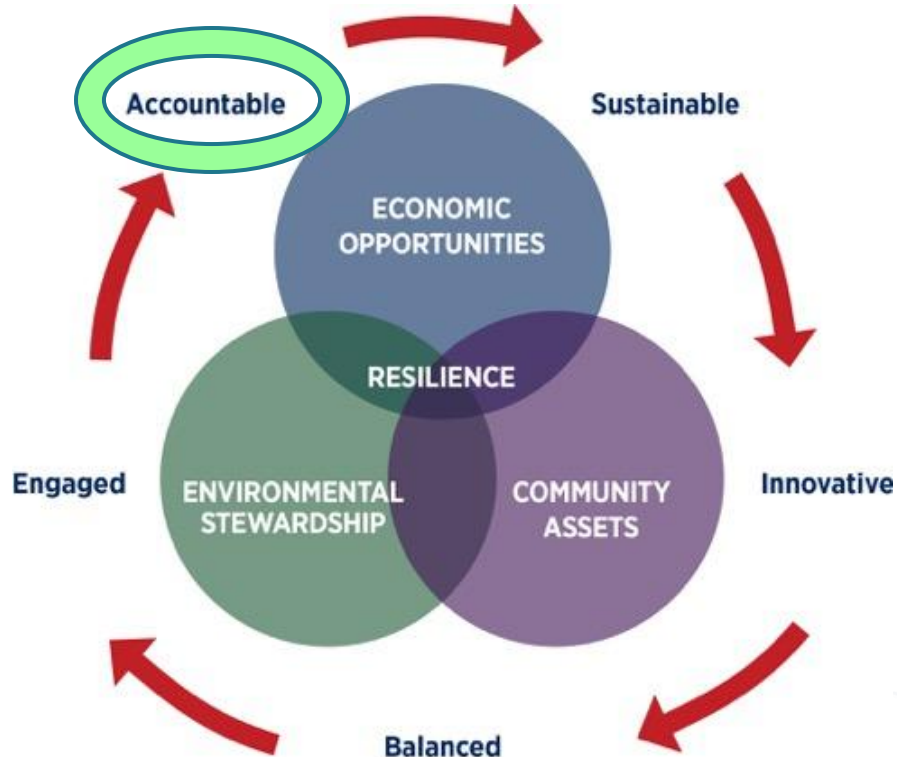 Accountable
Sustainable
ECONOMIC
OPPORTUNITIES
RESILIENCE
Engaged
ENVIRONMENTAL
STEWARDSHIP
COMMUNITY
ASSETS
Innovative
Balanced